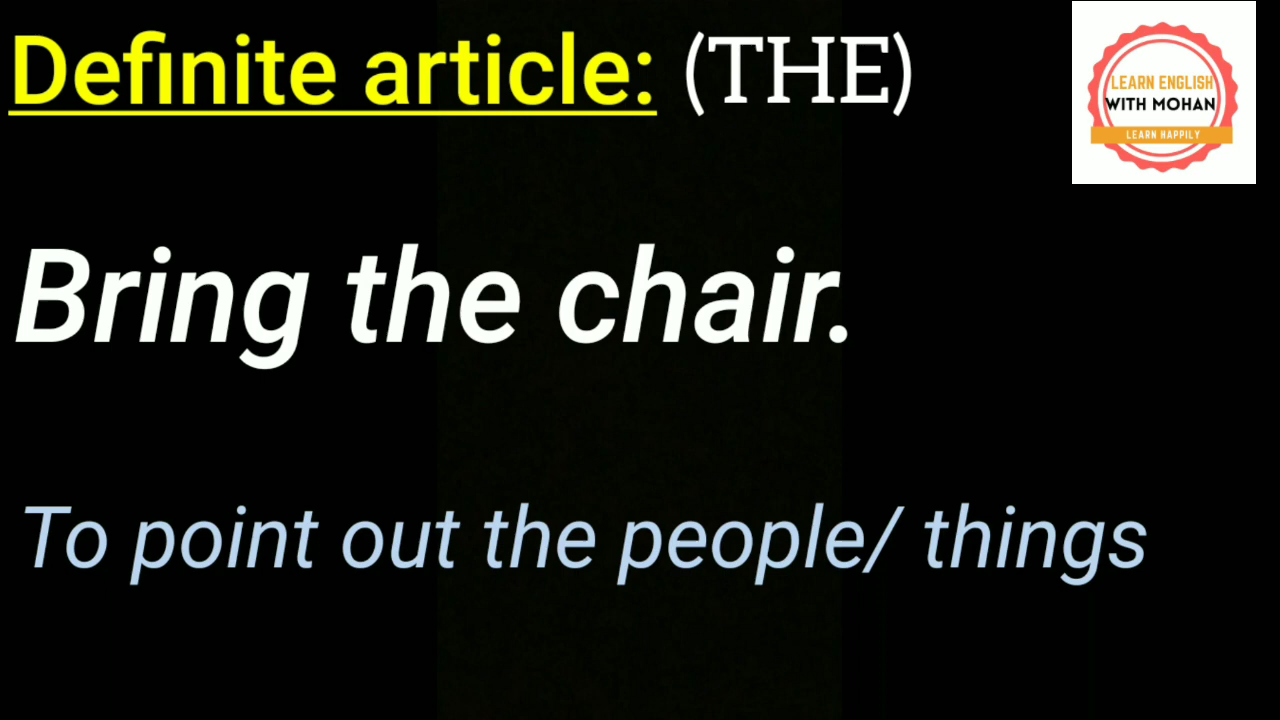 Definite article: (THE)
LEARN ENGLISH
WITH MOHAN
LEARN HAPPILY
Bring the chair.
To point out the people/ things